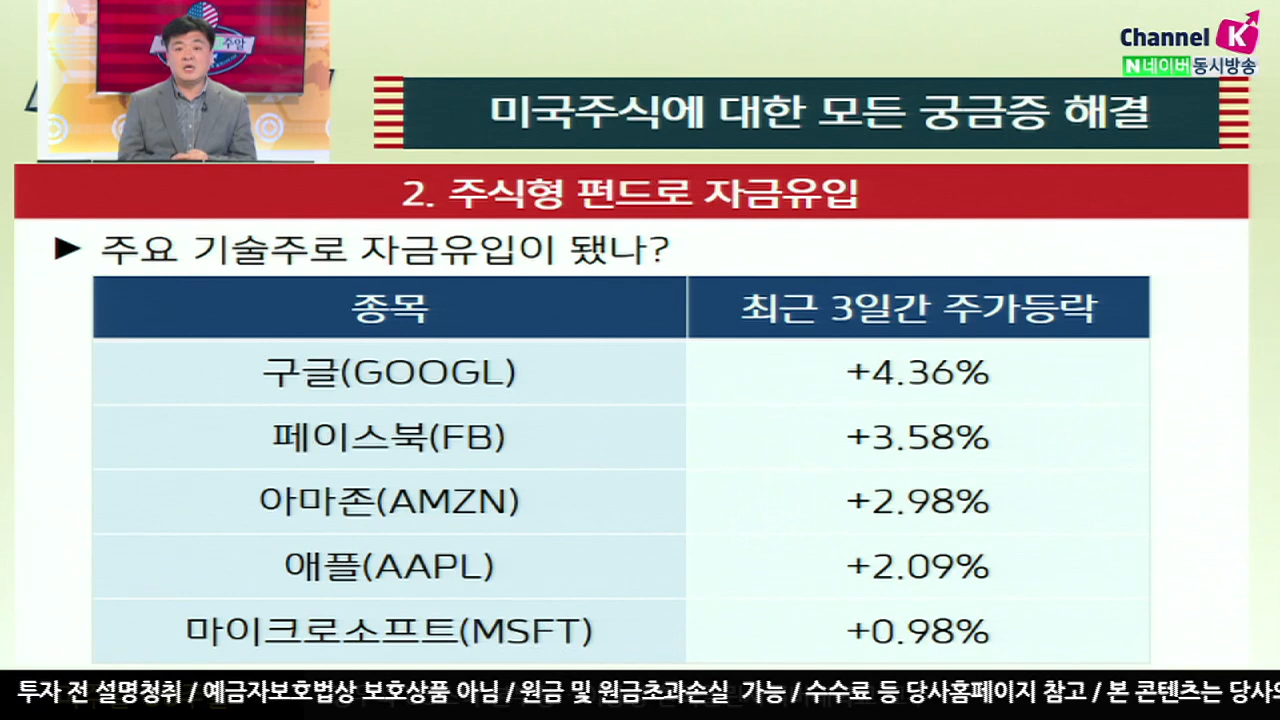 Channel K
N 네이버 동시방송
주알
미국주식에 대한 모든 궁금증 해결
2. 주식형 펀드로 자금유입
▶ 주요 기술주로 자금유입이 됐나?
종목 최근 3일간 주가등락
구글(GOOGL) +4.36%
페이스북(FB) +3.58%
아마존(AMZN) +2.98%
애플(AAPL) +2.09%
마이크로소프트(MSFT) +0.98%
투자 전 설명청취 / 예금자보호법상 보호상품 아님 / 원금 및 원금초과손실 가능 / 수수료 등 당사홈페이지 참고 / 본 콘텐츠는 당사의